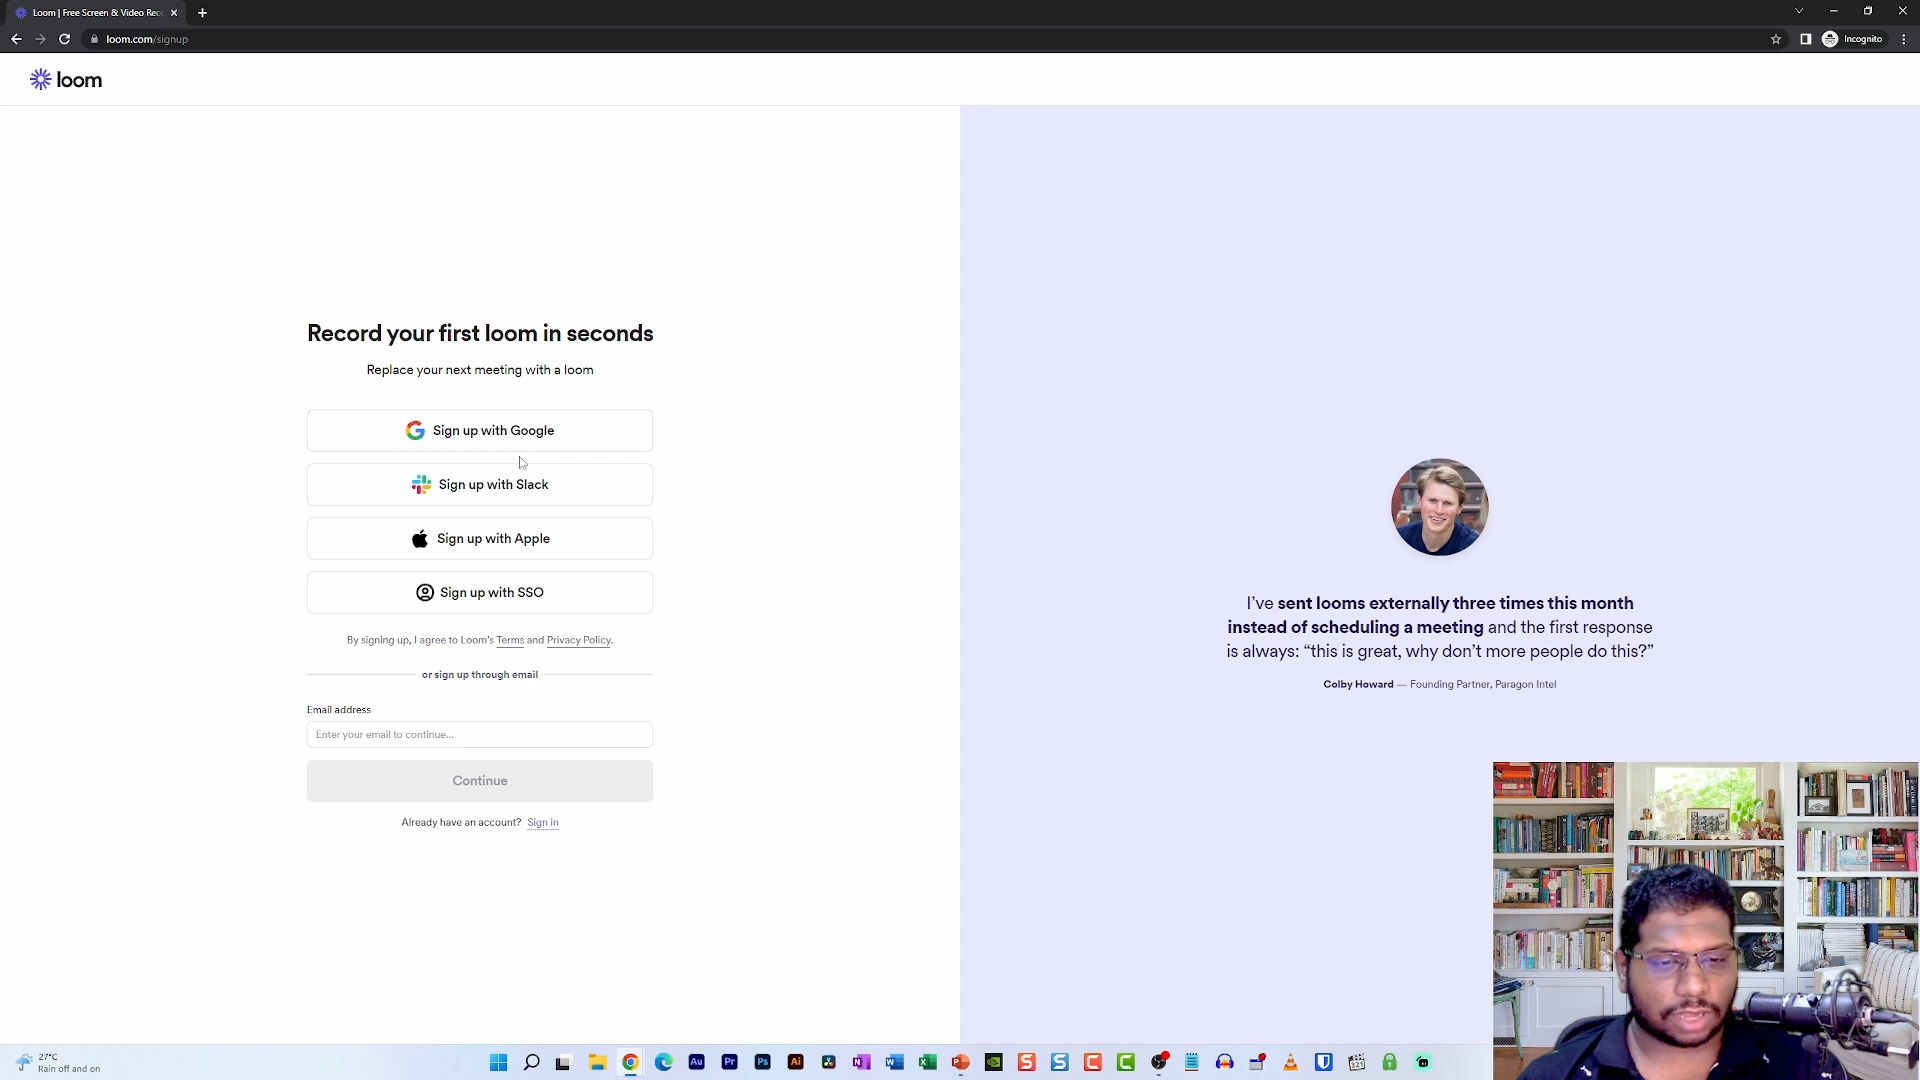 Loom | Free Screen & Video Rec
loom.com/signup
Incognito
loom
Record your first loom in seconds
Replace your next meeting with a loom
Sign up with Google
Sign up with Slack
Sign up with Apple
Sign up with SSO
By signing up, I agree to Loom's Terms and Privacy Policy.
or sign up through email
Email address
Enter your email to continue...
Continue
Already have an account? Sign in
I've sent looms externally three times this month
instead of scheduling a meeting and the first response
is always: “this is great, why don't more people do this?”
Colby Howard — Founding Partner, Paragon Intel
27°C
Rain off and on
Au
Pr
Ps
Ai
N
W
X
P
S
S
C
C
321